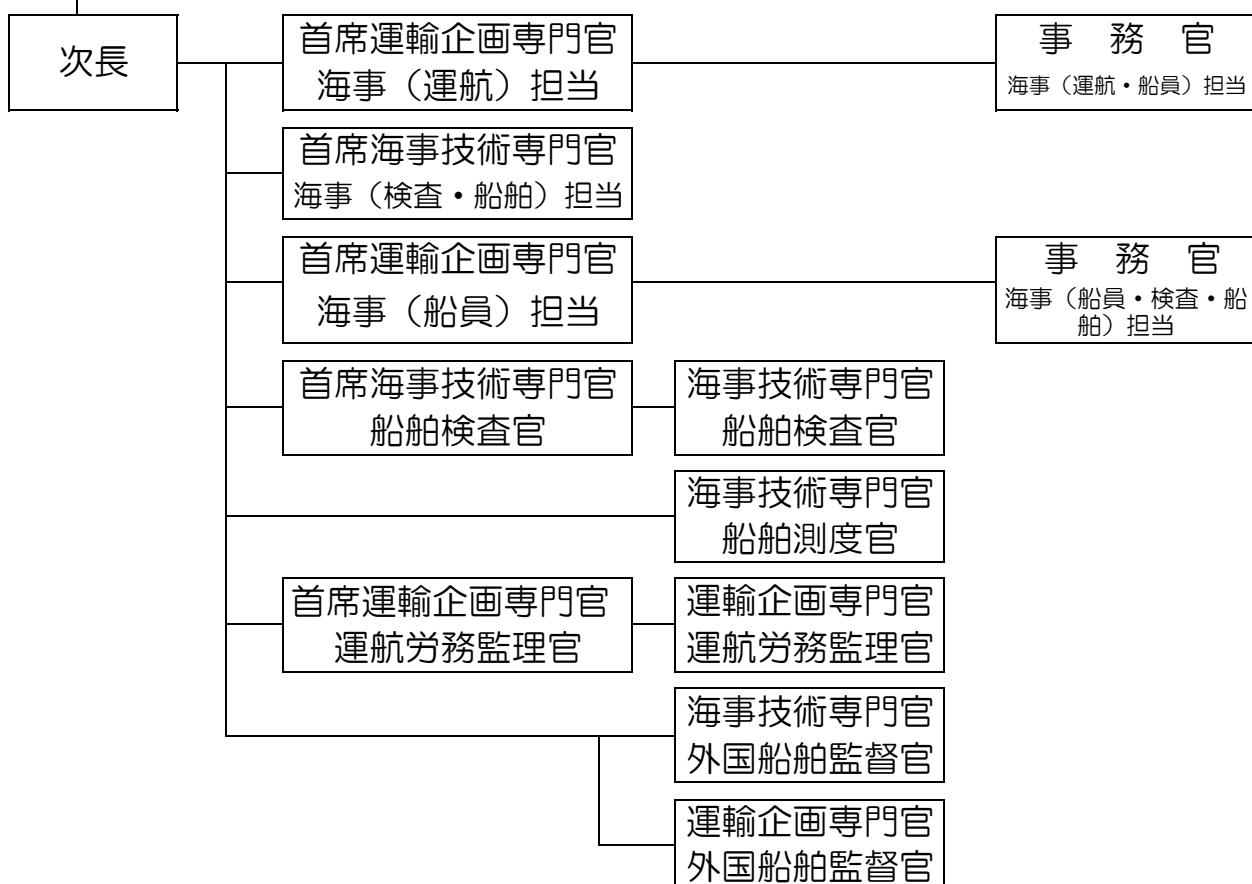 次長
首席運輸企画専門官
海事（運航）担当
事 務 官
海事（運航・船員）担当
首席海事技術専門官
海事（検査・船舶）担当
首席運輸企画専門官
海事（船員）担当
事 務 官
海事（船員・検査・船
舶）担当
首席海事技術専門官
船舶検査官
海事技術専門官
船舶検査官
海事技術専門官
船舶測度官
首席運輸企画専門官
運航労務監理官
運輸企画専門官
運航労務監理官
海事技術専門官
外国船舶監督官
運輸企画専門官
外国船舶監督官